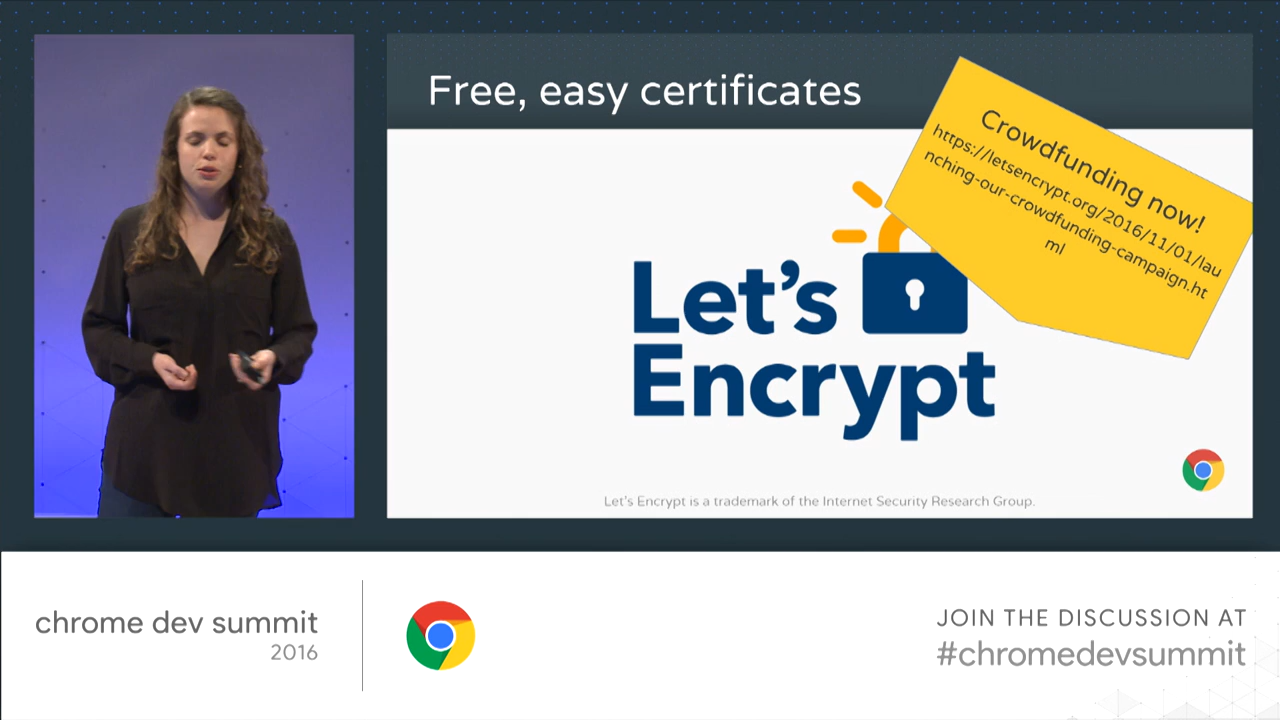 Free, easy certificates
Crowdfunding now!
https://letsencrypt.org/2016/11/01/lau
nching-our-crowdfunding-campaign.ht
ml
Let's
Encrypt
Let's Encrypt is a trademark of the Internet Security Research Group.
chrome dev summit
2016
JOIN THE DISCUSSION AT
#chromedevsummit